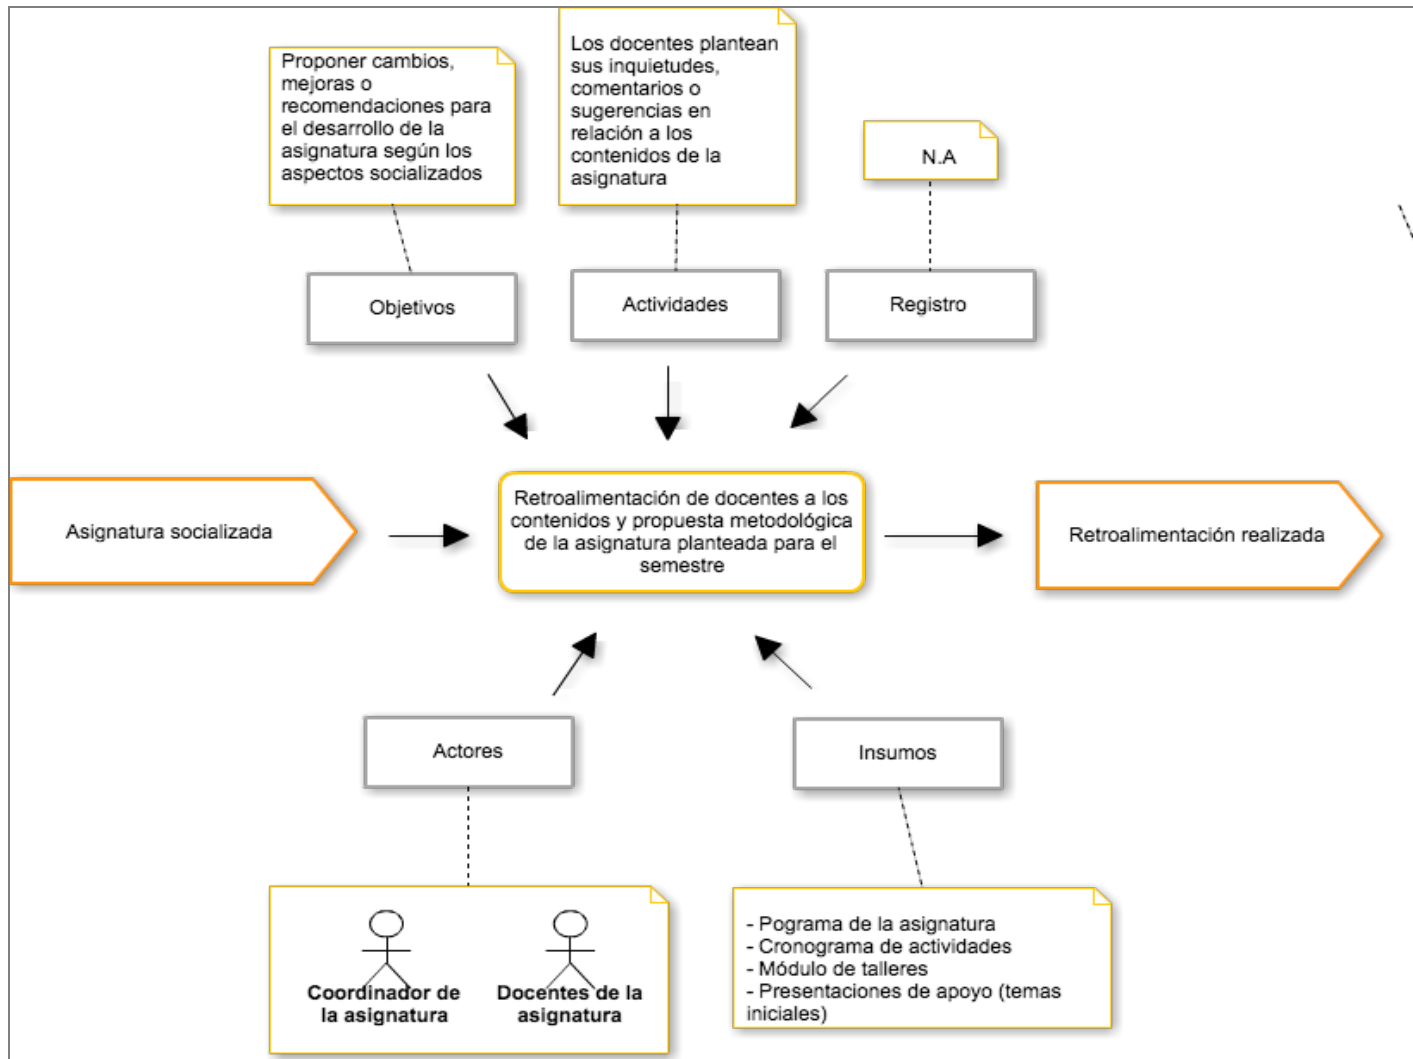 Proponer cambios,
mejoras o
recomendaciones para
el desarrollo de la
asignatura según los
aspectos socializados
Los docentes plantean
sus inquietudes,
comentarios o
sugerencias en
relación a los
contenidos de la
asignatura
N.A
Objetivos
Actividades
Registro
Asignatura socializada
Retroalimentación de docentes a los
contenidos y propuesta metodológica
de la asignatura planteada para el
semestre
Retroalimentación realizada
Actores
Insumos
Coordinador de
la asignatura
Docentes de la
asignatura
- Pograma de la asignatura
- Cronograma de actividades
- Módulo de talleres
- Presentaciones de apoyo (temas
iniciales)